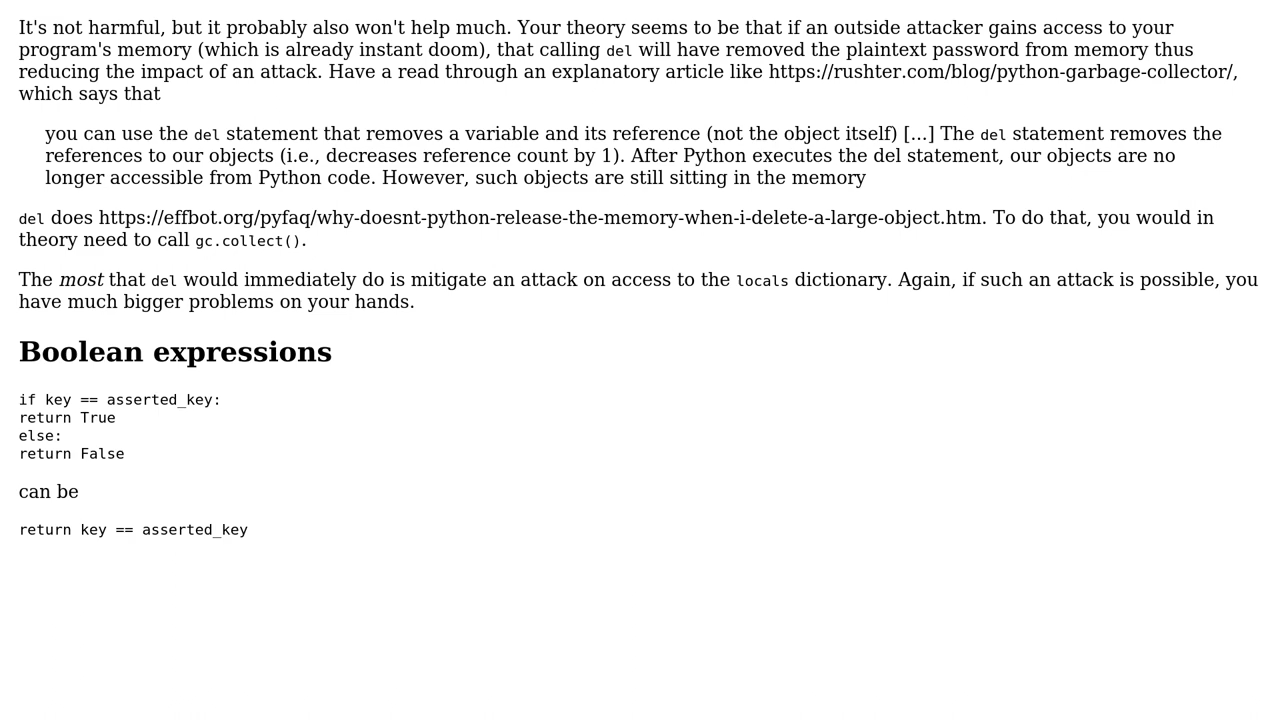 It's not harmful, but it probably also won't help much. Your theory seems to be that if an outside attacker gains access to your
program's memory (which is already instant doom), that calling del will have removed the plaintext password from memory thus
reducing the impact of an attack. Have a read through an explanatory article like https://rushter.com/blog/python-garbage-collector/,
which says that
you can use the del statement that removes a variable and its reference (not the object itself) [...] The del statement removes the
references to our objects (i.e., decreases reference count by 1). After Python executes the del statement, our objects are no
longer accessible from Python code. However, such objects are still sitting in the memory
del does https://effbot.org/pyfaq/why-doesnt-python-release-the-memory-when-i-delete-a-large-object.htm. To do that, you would in
theory need to call gc.collect().
The most that del would immediately do is mitigate an attack on access to the locals dictionary. Again, if such an attack is possible, you
have much bigger problems on your hands.
Boolean expressions
if key == asserted_key:
return True
else:
return False
can be
return key == asserted_key